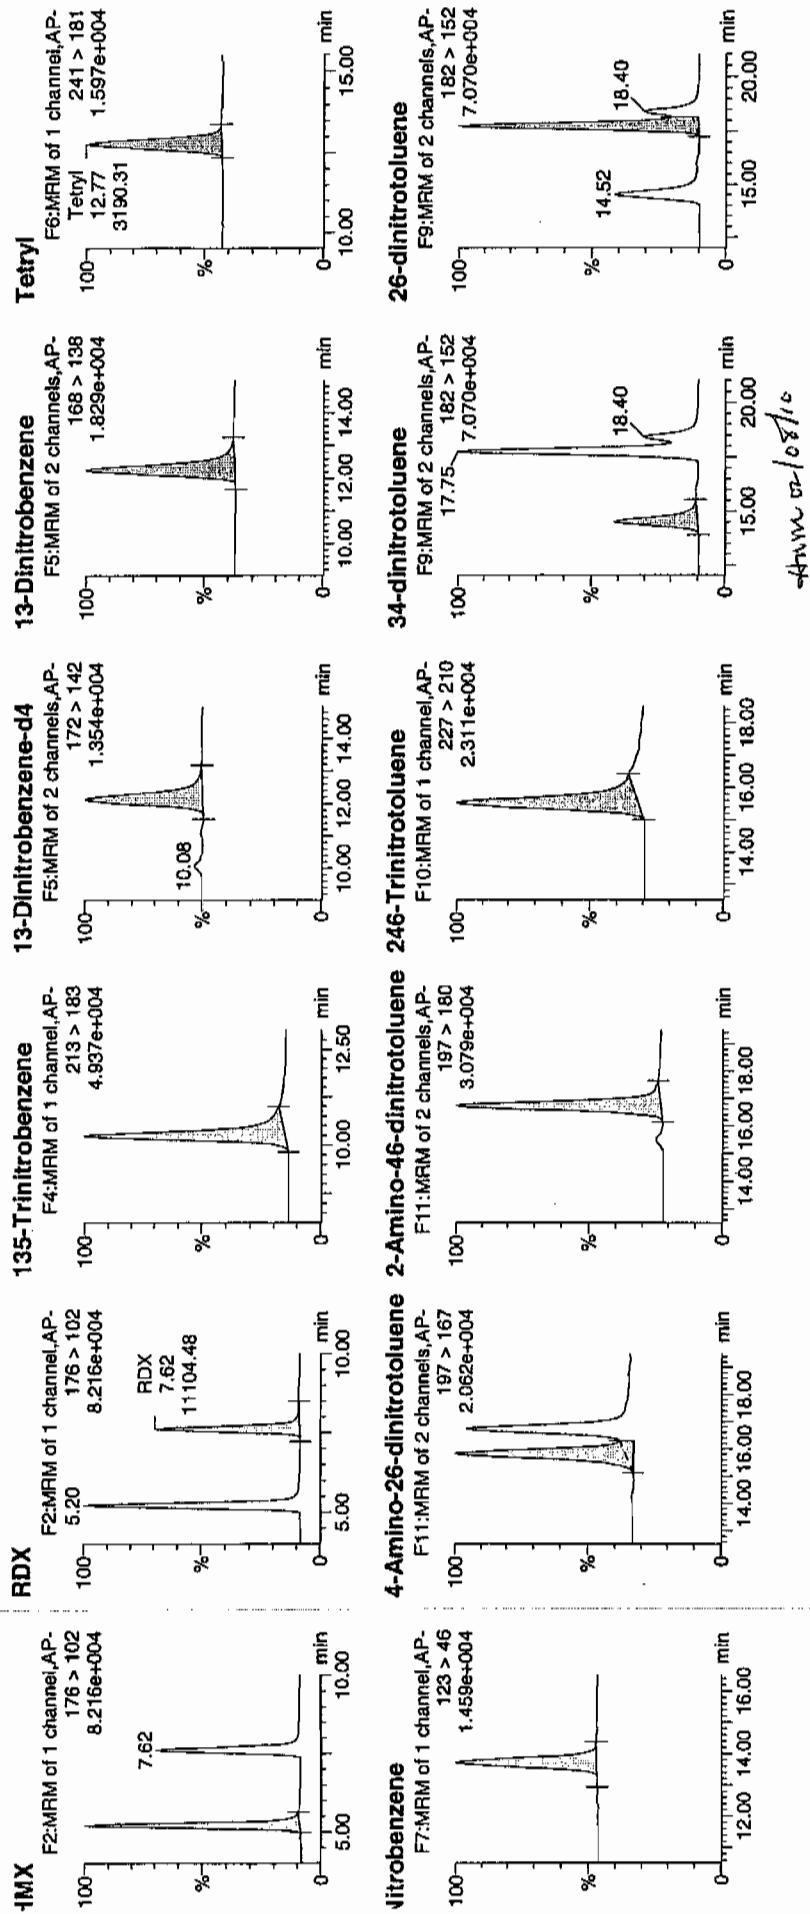 HMX
F2:MRM of 1 channel,AP-
176 > 102
8.216e+004
100
%
0
7.62
5.00
10.00
min
RDX
F2:MRM of 1 channel,AP-
176 > 102
8.216e+004
100
%
0
5.20
RDX
7.62
11104.48
5.00
10.00
min
135-Trinitrobenzene
F4:MRM of 1 channel,AP-
213 > 183
4.937e+004
100
%
0
10.00
12.50
min
13-Dinitrobenzene-d4
F5:MRM of 2 channels,AP-
172 > 142
1.354e+004
100
%
0
10.08
10.00
12.00
14.00
min
13-Dinitrobenzene
F5:MRM of 2 channels,AP-
168 > 138
1.829e+004
100
%
0
10.00
12.00
14.00
min
Tetryl
F6:MRM of 1 channel,AP-
Tetryl
241 > 181
12.77
1.597e+004
3190.31
100
%
0
10.00
15.00
min
Nitrobenzene
F7:MRM of 1 channel,AP-
123 > 46
1.459e+004
100
%
0
12.00
14.00
16.00
min
4-Amino-26-dinitrotoluene
F11:MRM of 2 channels,AP-
197 > 167
2.062e+004
100
%
0
14.00
16.00
18.00
min
2-Amino-46-dinitrotoluene
F11:MRM of 2 channels,AP-
197 > 180
3.079e+004
100
%
0
14.00
16.00
18.00
min
246-Trinitrotoluene
F10:MRM of 1 channel,AP-
227 > 210
2.311e+004
100
%
0
14.00
16.00
18.00
min
34-dinitrotoluene
F9:MRM of 2 channels,AP-
182 > 152
7.070e+004
100
%
0
17.75
18.40
15.00
20.00
min
26-dinitrotoluene
F9:MRM of 2 channels,AP-
182 > 152
7.070e+004
100
%
0
14.52
18.40
15.00
20.00
min
02/08/10